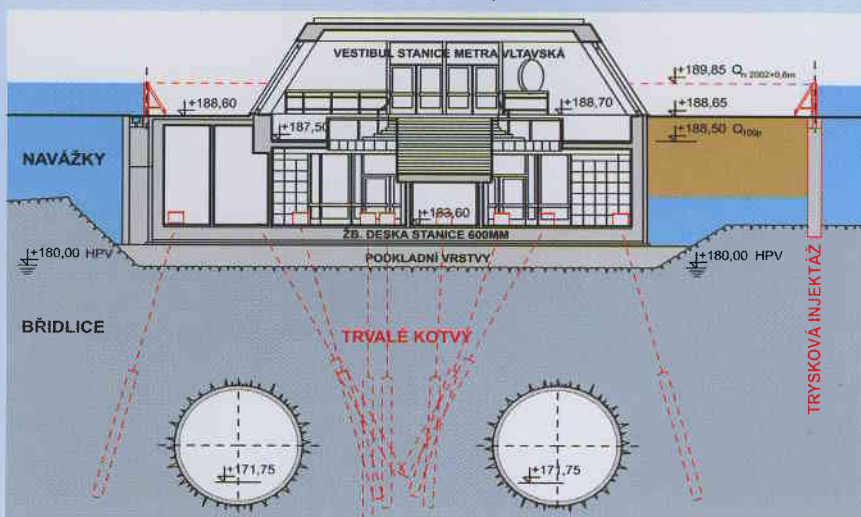 VESTIBUL STANICE METRA VLTAVSKÁ
+189,85 Qn 2002+0,6m
+188,60
+188,70
+188,65
+187,50
+188,50 Q100p
NAVÁŽKY
+183,60
ŽB. DESKA STANICE 600MM
+180,00 HPV
PODKLADNÍ VRSTVY
+180,00 HPV
BŘIDLICE
TRVALÉ KOTVY
TRYSKOVÁ INJEKTÁŽ
+171,75
+171,75